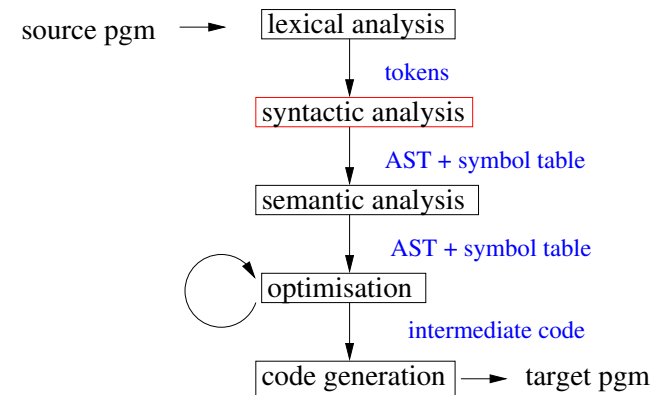 source pgm
lexical analysis
tokens
syntactic analysis
AST + symbol table
semantic analysis
AST + symbol table
optimisation
intermediate code
code generation
target pgm